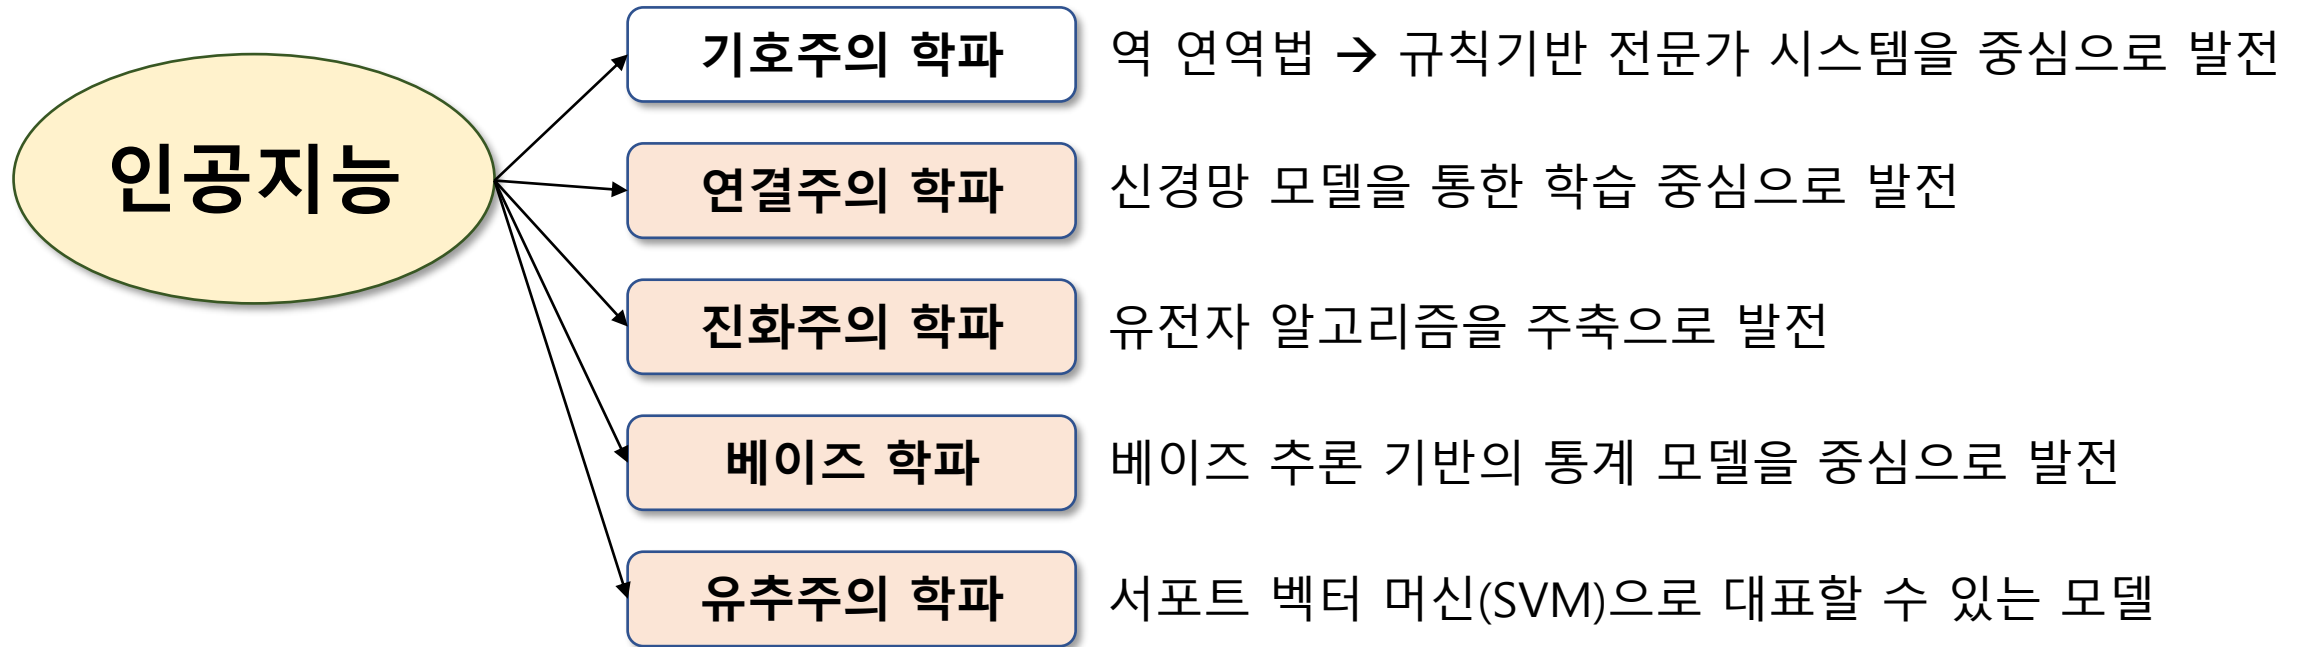 인공지능
기호주의 학파
역 연역법 → 규칙기반 전문가 시스템을 중심으로 발전
연결주의 학파
신경망 모델을 통한 학습 중심으로 발전
진화주의 학파
유전자 알고리즘을 주축으로 발전
베이즈 학파
베이즈 추론 기반의 통계 모델을 중심으로 발전
유추주의 학파
서포트 벡터 머신(SVM)으로 대표할 수 있는 모델